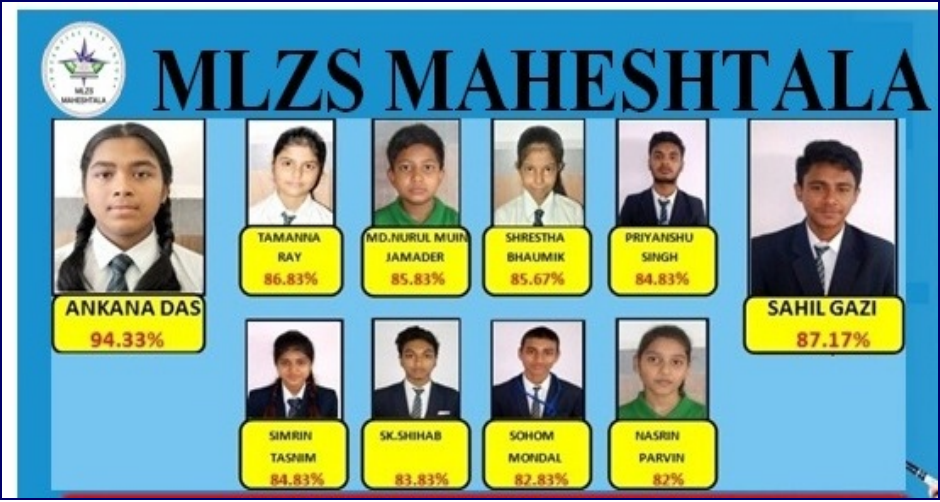 MLZS MAHESHTALA
MLZS
MAHESHTALA
ANKANA DAS
94.33%
TAMANNA
RAY
86.83%
MD.NURUL MUIN
JAMADER
85.83%
SHRESTHA
BHAUMIK
85.67%
PRIYANSHU
SINGH
84.83%
SAHIL GAZI
87.17%
SIMRIN
TASNIM
84.83%
SK.SHIHAB
83.83%
SOHOM
MONDAL
82.83%
NASRIN
PARVIN
82%